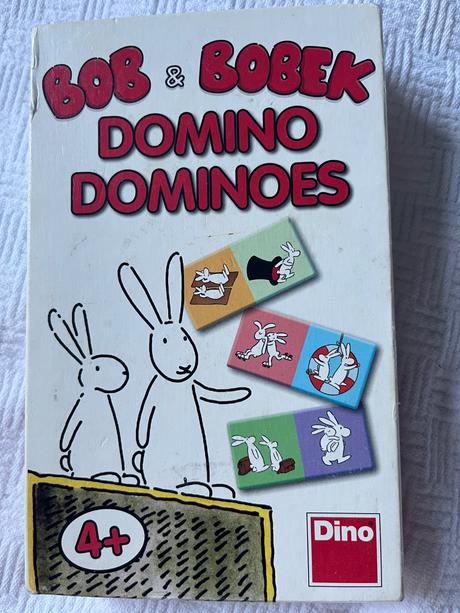 BOB & BOBEK
DOMINO
DOMINOES
4+
Dino